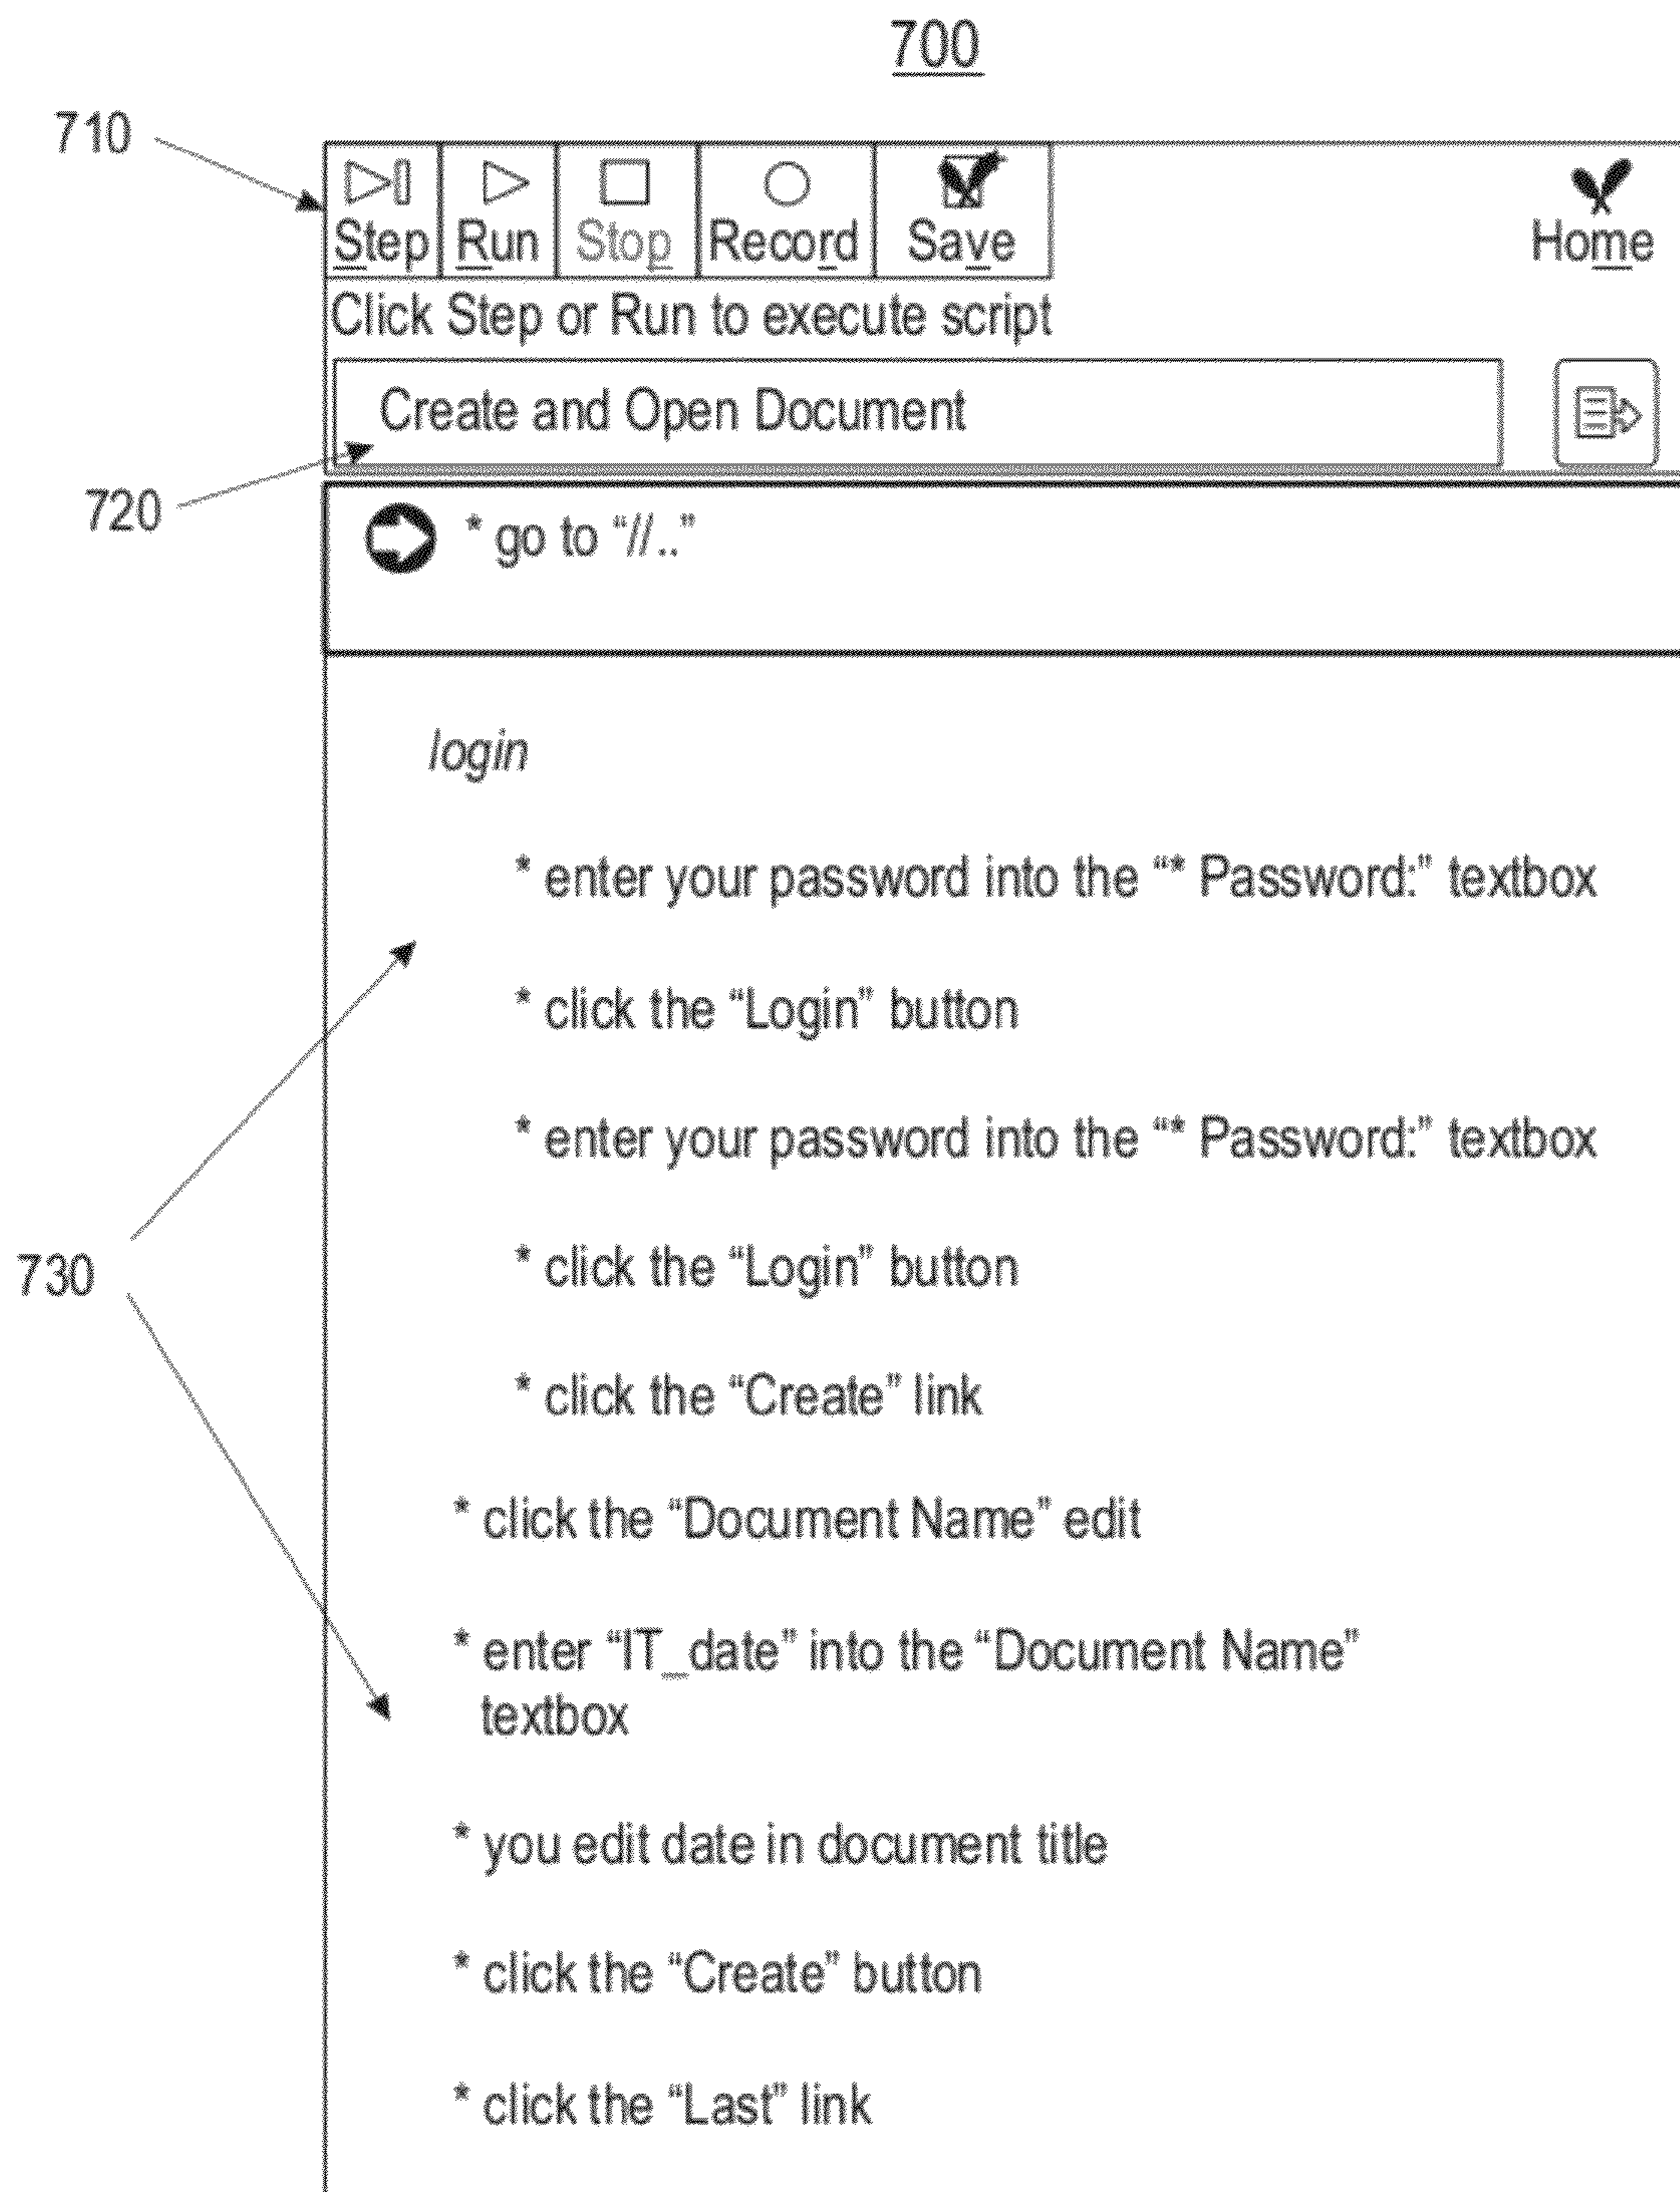 700
710
Step Run Stop Record Save Home
Click Step or Run to execute script
Create and Open Document
720
* go to “//..”
login
* enter your password into the “* Password:” textbox
* click the “Login” button
* enter your password into the “* Password:” textbox
730
* click the “Login” button
* click the “Create” link
* click the “Document Name” edit
* enter “IT_date” into the “Document Name”
textbox
* you edit date in document title
* click the “Create” button
* click the “Last” link